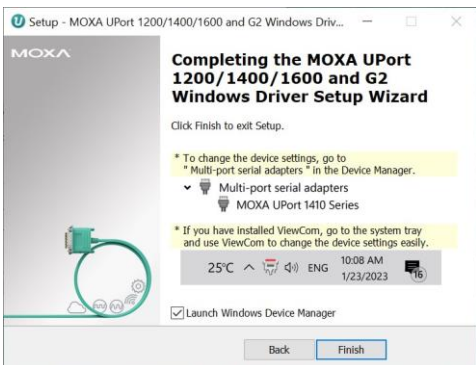 Setup - MOXA UPort 1200/1400/1600 and G2 Windows Driv...
MOXA
Completing the MOXA UPort
1200/1400/1600 and G2
Windows Driver Setup Wizard
Click Finish to exit Setup.
* To change the device settings, go to
" Multi-port serial adapters " in the Device Manager.
Multi-port serial adapters
MOXA UPort 1410 Series
* If you have installed ViewCom, go to the system tray
and use ViewCom to change the device settings easily.
25°C ENG 10:08 AM
1/23/2023
16
Launch Windows Device Manager
Back Finish